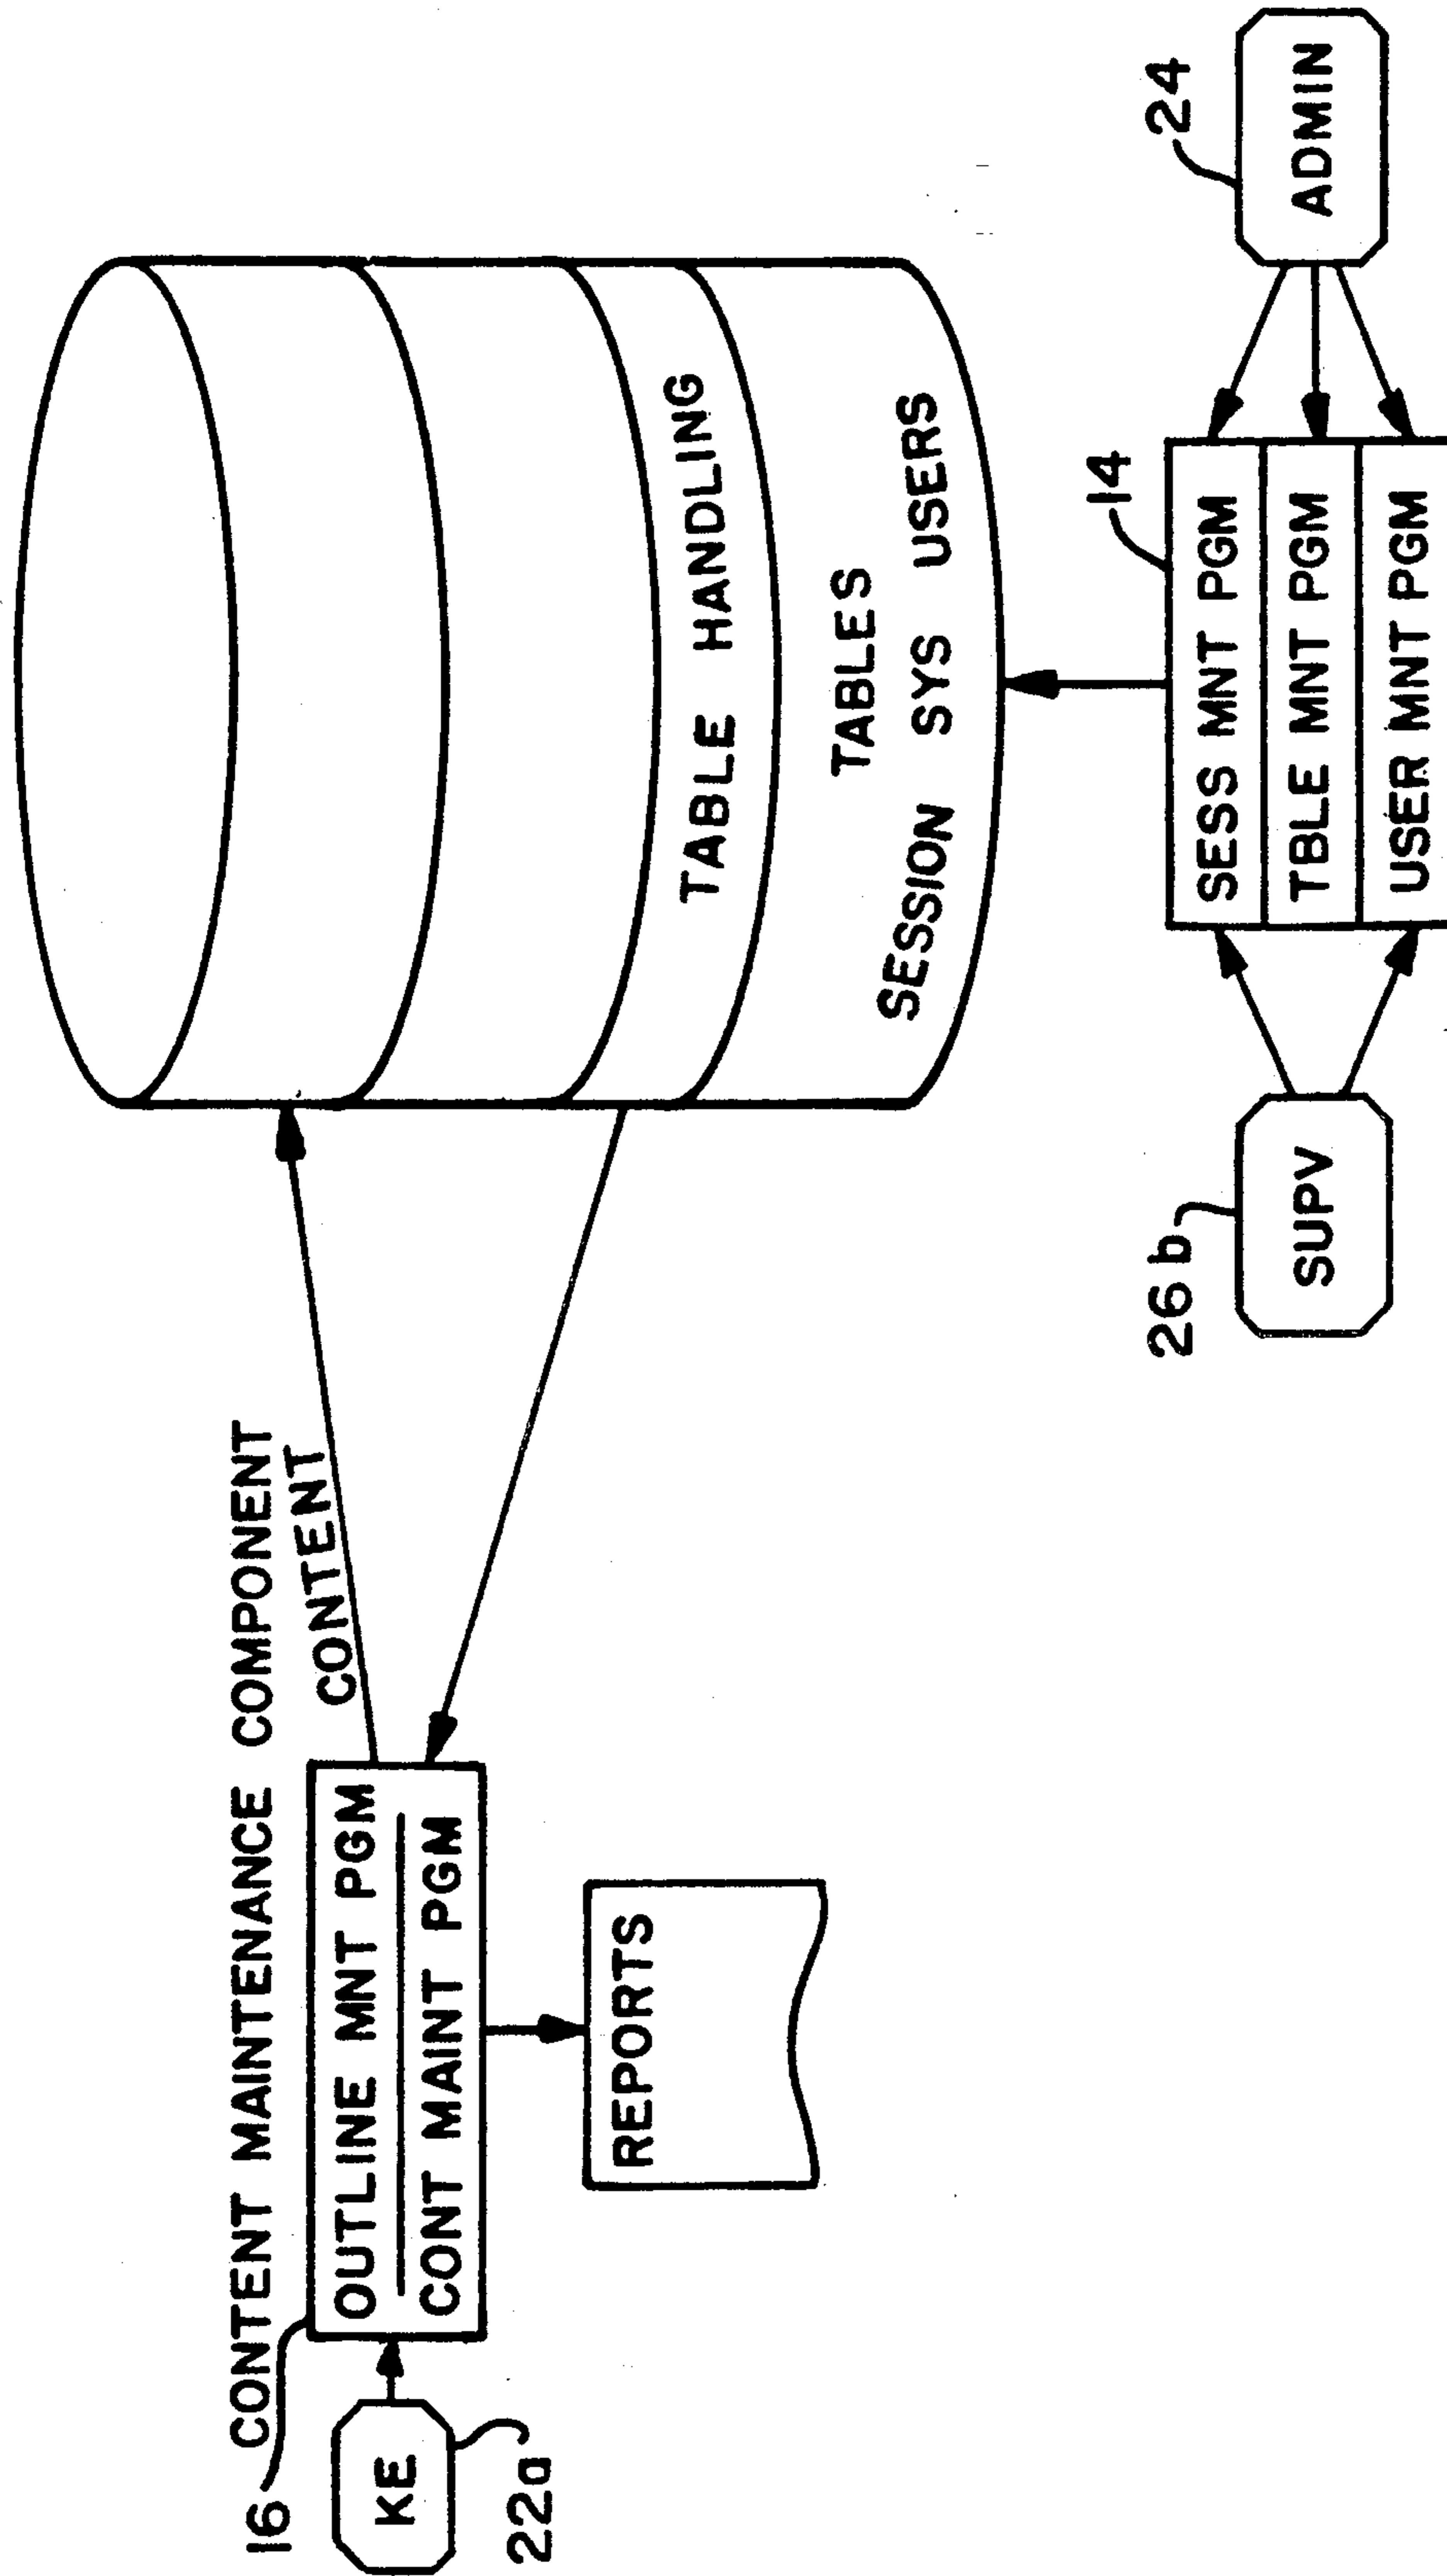 CONTENT MAINTENANCE COMPONENT
CONTENT
16
OUTLINE MNT PGM
CONT MAINT PGM
KE
22a
REPORTS
TABLE HANDLING
TABLES
SESSION SYS USERS
14
SESS MNT PGM
TBLE MNT PGM
USER MNT PGM
26b
SUPV
24
ADMIN